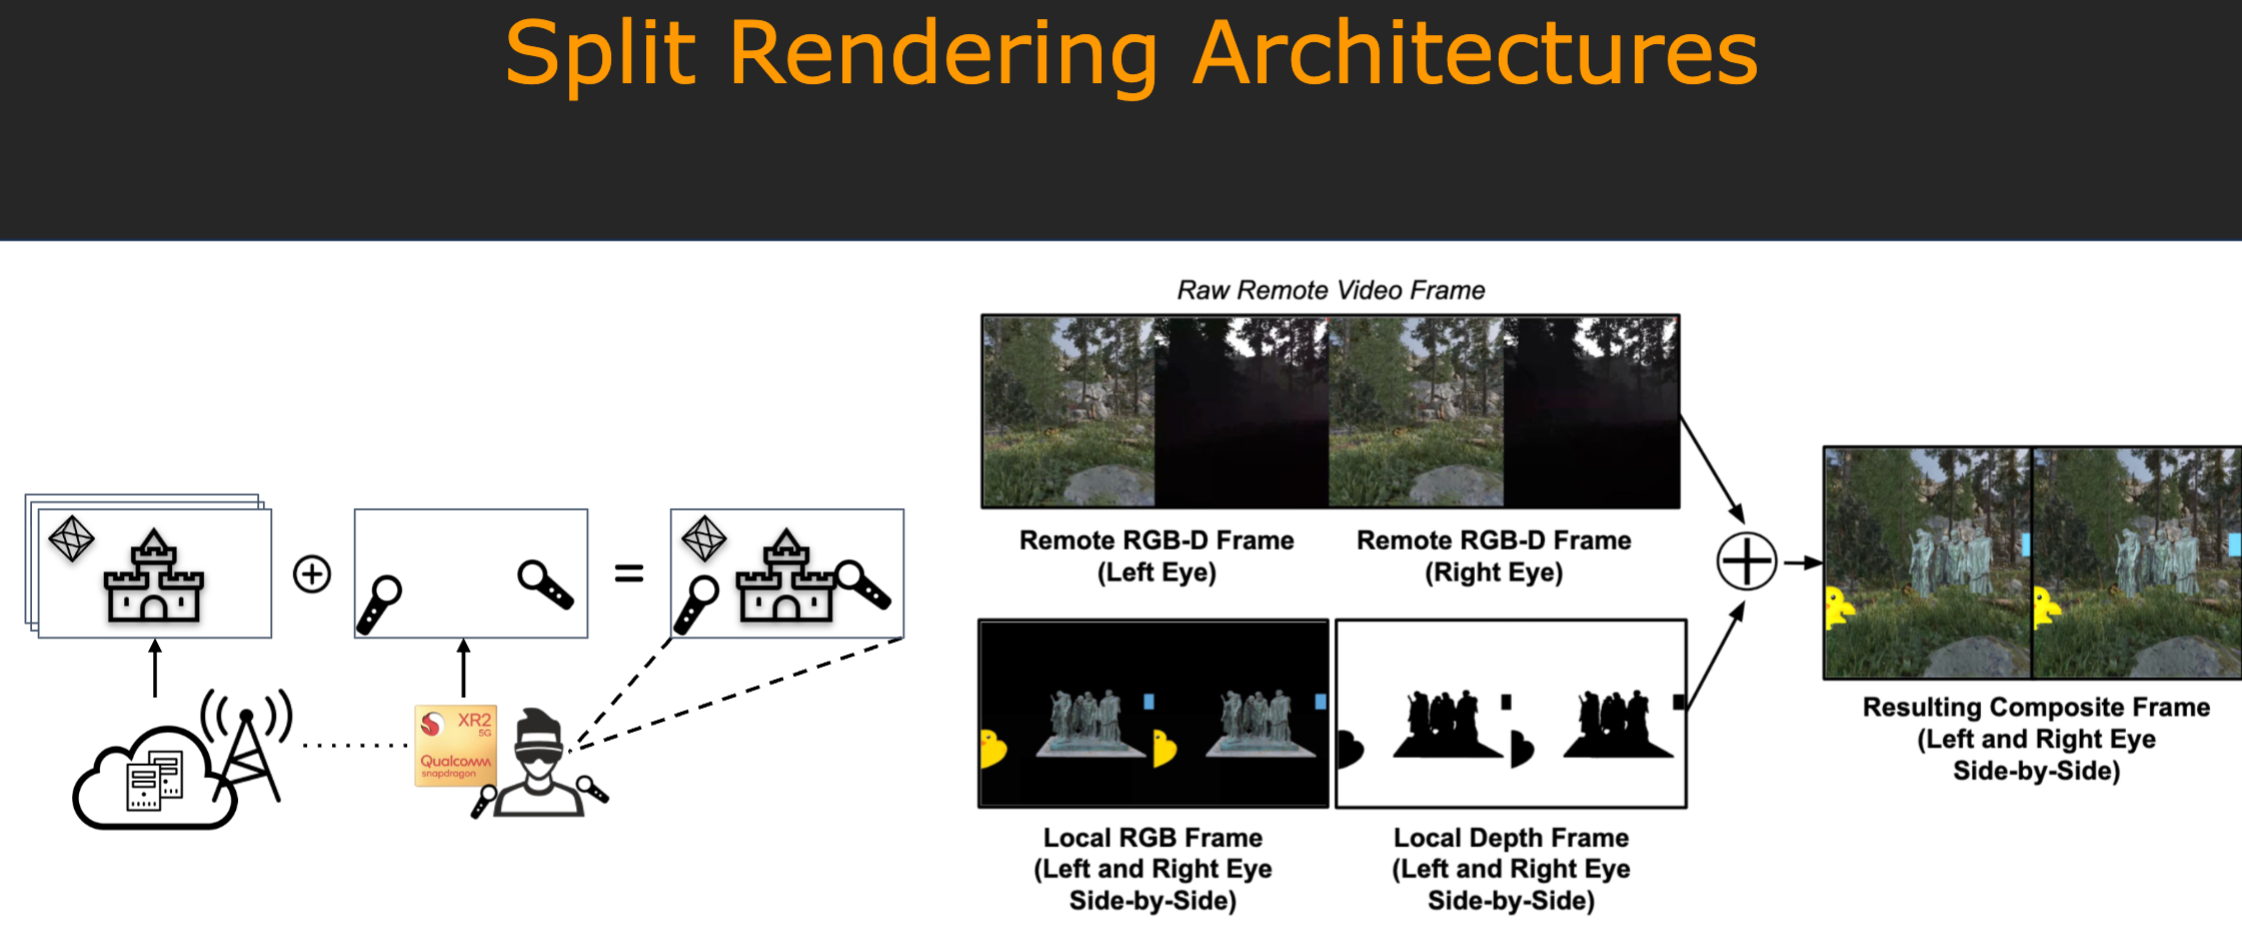 Split Rendering Architectures
Raw Remote Video Frame
Remote RGB-D Frame
(Left Eye)
Remote RGB-D Frame
(Right Eye)
XR2
5G
Qualcomm
snapdragon
Local RGB Frame
(Left and Right Eye
Side-by-Side)
Local Depth Frame
(Left and Right Eye
Side-by-Side)
Resulting Composite Frame
(Left and Right Eye
Side-by-Side)